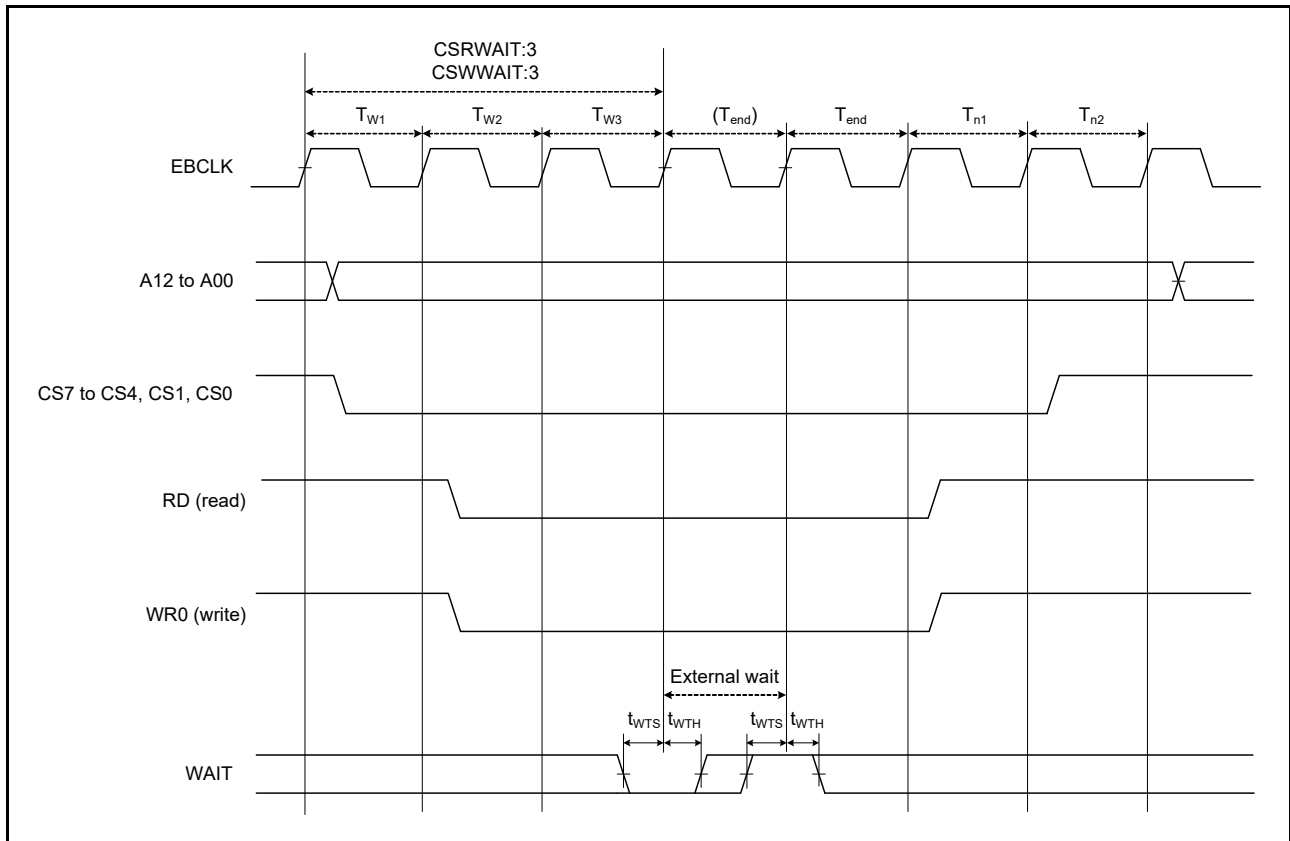 CSRWAIT:3
CSWWAIT:3
TW1 TW2 TW3 (Tend) Tend Tn1 Tn2
EBCLK
A12 to A00
CS7 to CS4, CS1, CS0
RD (read)
WR0 (write)
External wait
tWTS tWTH tWTS tWTH
WAIT